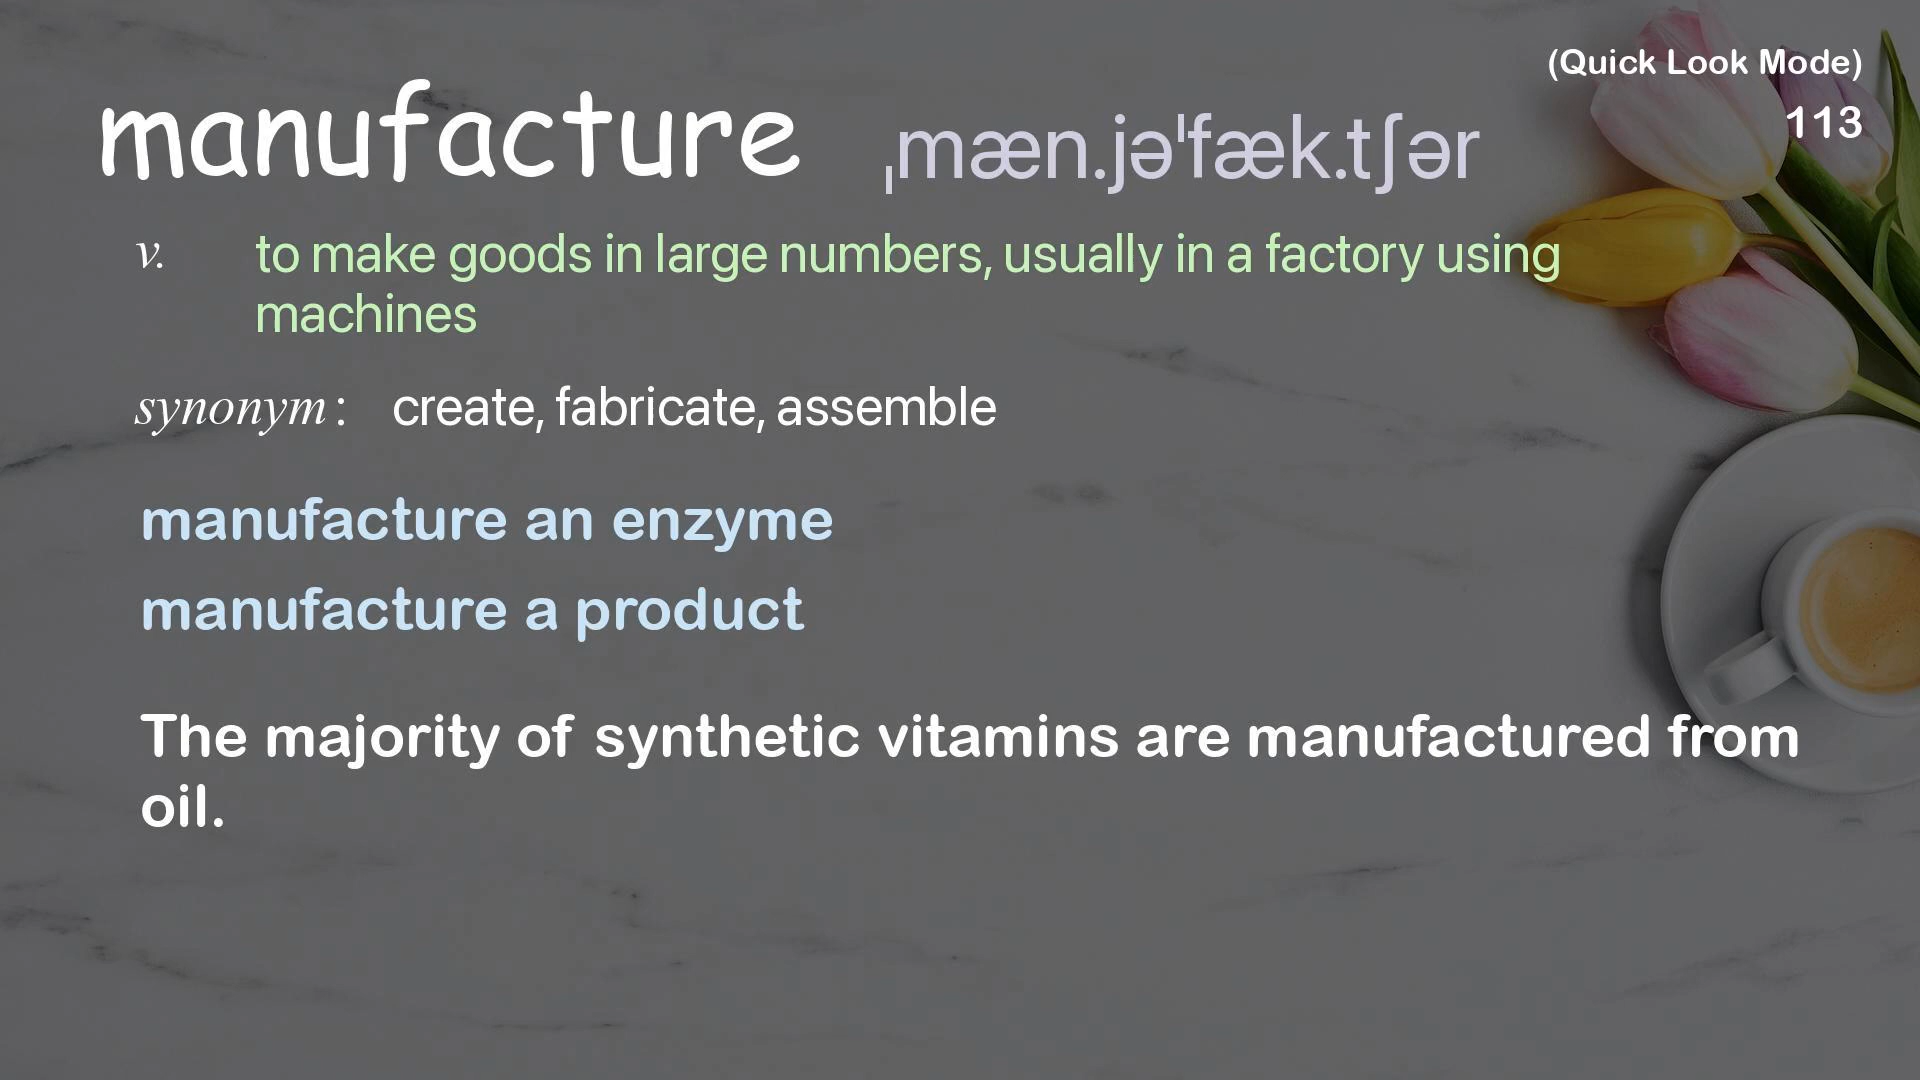 (Quick Look Mode)
manufacture ˌmæn.jəˈfæk.tʃər
113
v. to make goods in large numbers, usually in a factory using
machines
synonym : create, fabricate, assemble
manufacture an enzyme
manufacture a product
The majority of synthetic vitamins are manufactured from
oil.